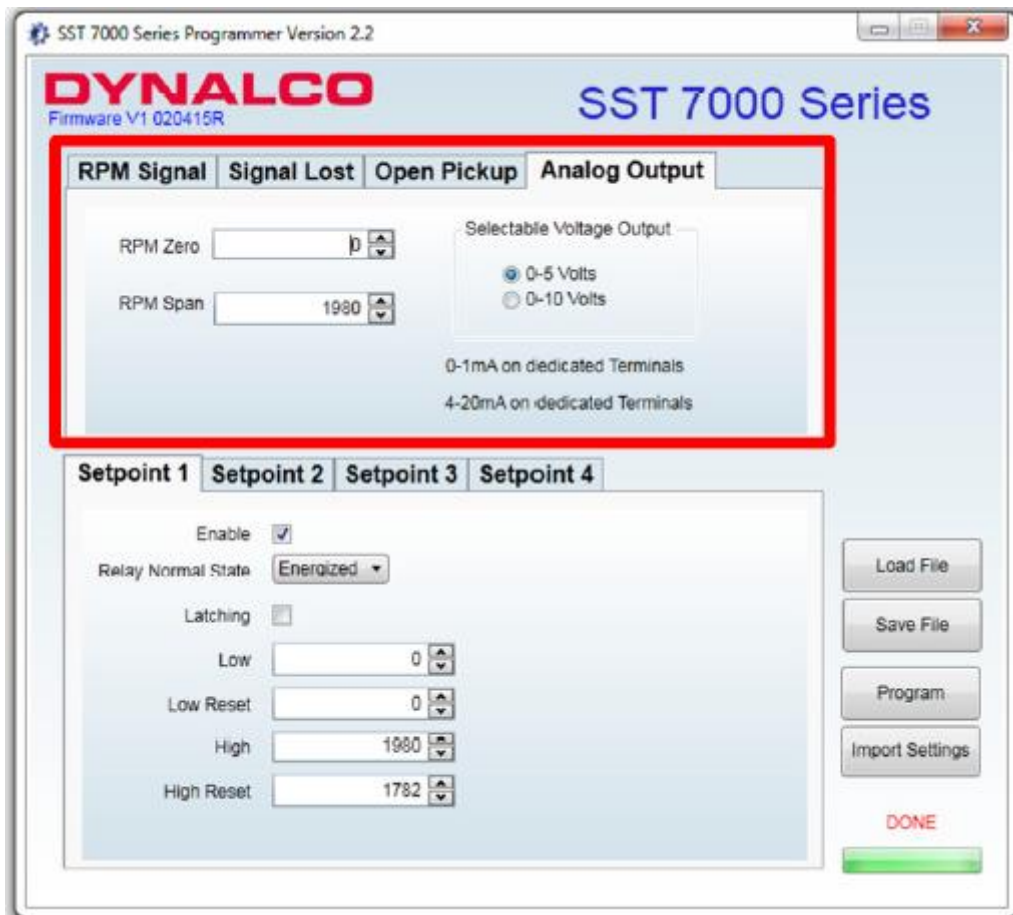 SST 7000 Series Programmer Version 2.2
DYNALCO
Firmware V1 020415R
SST 7000 Series
RPM Signal Signal Lost Open Pickup Analog Output
RPM Zero 0
Selectable Voltage Output
0-5 Volts
0-10 Volts
RPM Span 1980
0-1mA on dedicated Terminals
4-20mA on dedicated Terminals
Setpoint 1 Setpoint 2 Setpoint 3 Setpoint 4
Enable
Relay Normal State Energized
Latching
Low 0
Low Reset 0
High 1980
High Reset 1782
Load File
Save File
Program
Import Settings
DONE